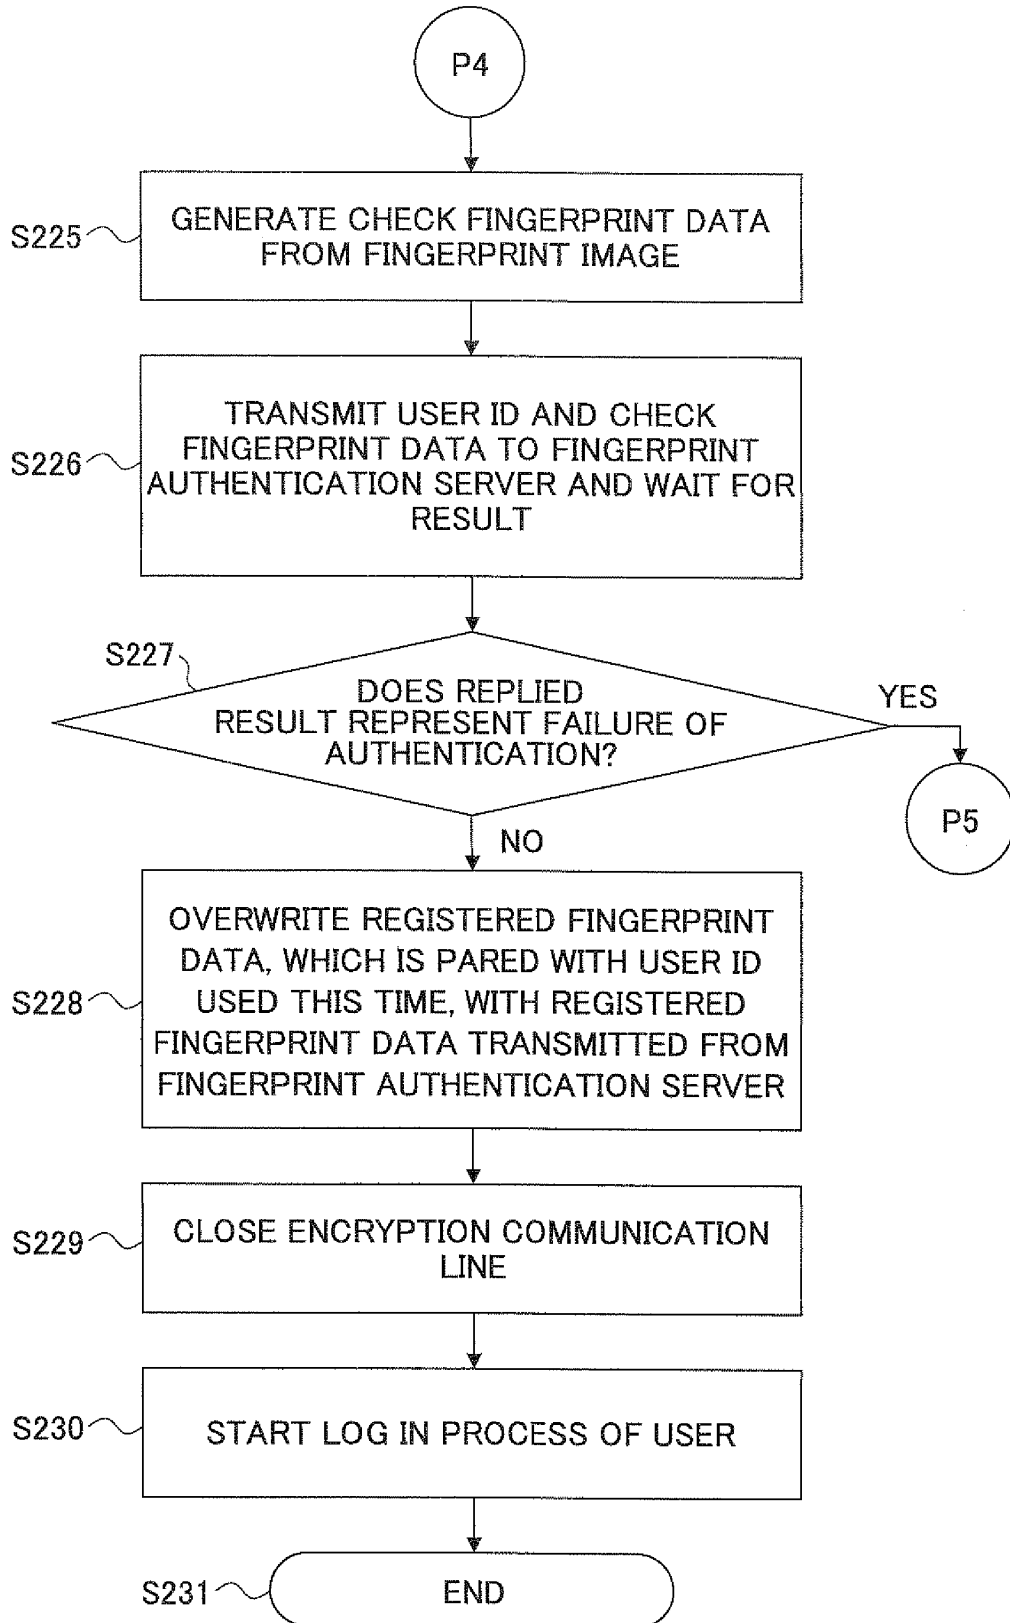 P4
S225
GENERATE CHECK FINGERPRINT DATA
FROM FINGERPRINT IMAGE
S226
TRANSMIT USER ID AND CHECK
FINGERPRINT DATA TO FINGERPRINT
AUTHENTICATION SERVER AND WAIT FOR
RESULT
S227
DOES REPLIED
RESULT REPRESENT FAILURE OF
AUTHENTICATION?
YES
P5
NO
S228
OVERWRITE REGISTERED FINGERPRINT
DATA, WHICH IS PARED WITH USER ID
USED THIS TIME, WITH REGISTERED
FINGERPRINT DATA TRANSMITTED FROM
FINGERPRINT AUTHENTICATION SERVER
S229
CLOSE ENCRYPTION COMMUNICATION
LINE
S230
START LOG IN PROCESS OF USER
S231
END